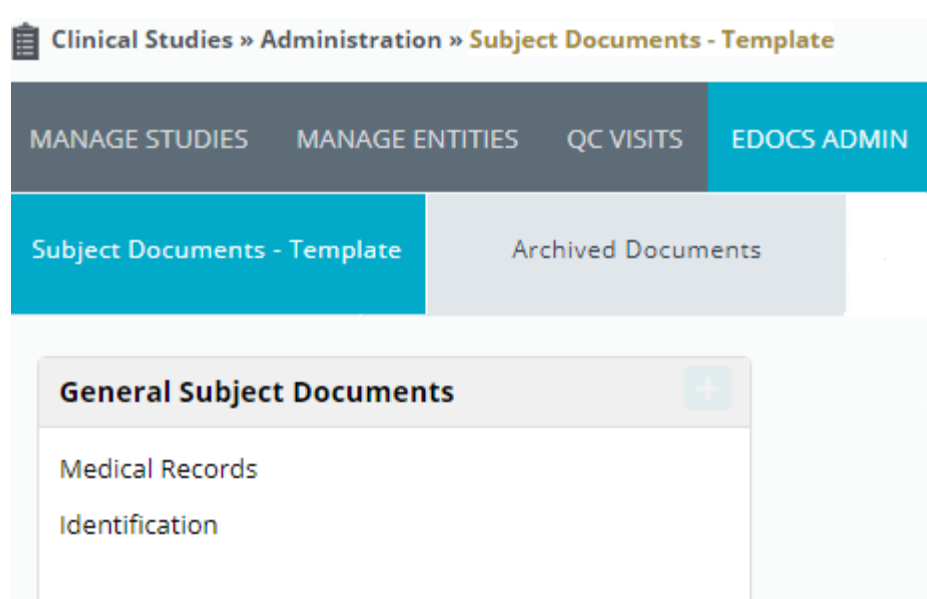 Clinical Studies » Administration » Subject Documents - Template
MANAGE STUDIES MANAGE ENTITIES QC VISITS EDOCS ADMIN
Subject Documents - Template Archived Documents
General Subject Documents +
Medical Records
Identification